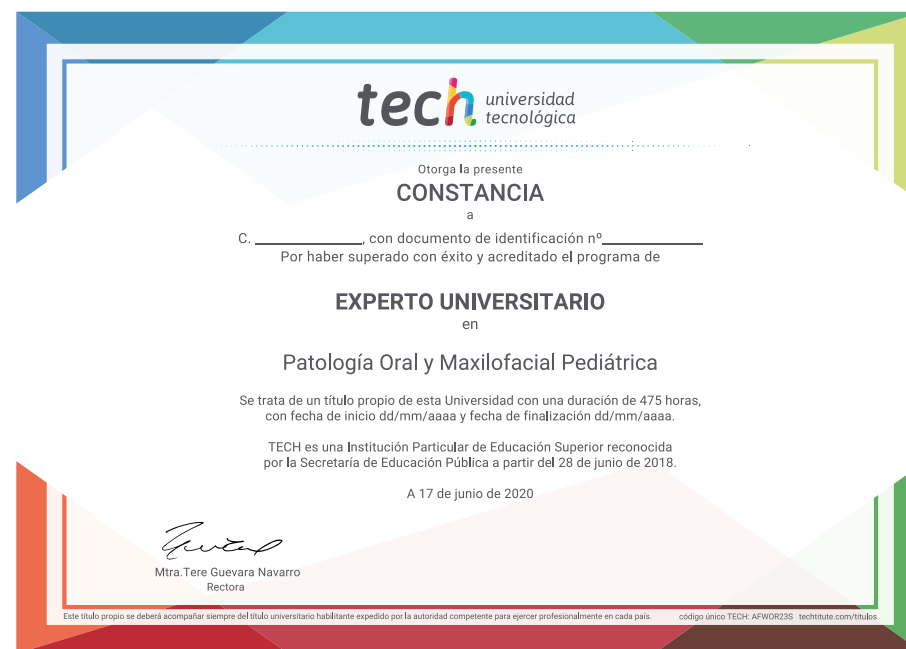 tech universidad
tecnológica
Otorga la presente
CONSTANCIA
a
C. ____________, con documento de identificación nº____________
Por haber superado con éxito y acreditado el programa de
EXPERTO UNIVERSITARIO
en
Patología Oral y Maxilofacial Pediátrica
Se trata de un título propio de esta Universidad con una duración de 475 horas,
con fecha de inicio dd/mm/aaaa y fecha de finalización dd/mm/aaaa.
TECH es una Institución Particular de Educación Superior reconocida
por la Secretaría de Educación Pública a partir del 28 de junio de 2018.
A 17 de junio de 2020
Mtra.Tere Guevara Navarro
Rectora
Este título propio se deberá acompañar siempre del título universitario habilitante expedido por la autoridad competente para ejercer profesionalmente en cada país. código único TECH: AFWOR23S techtitute.com/titulos